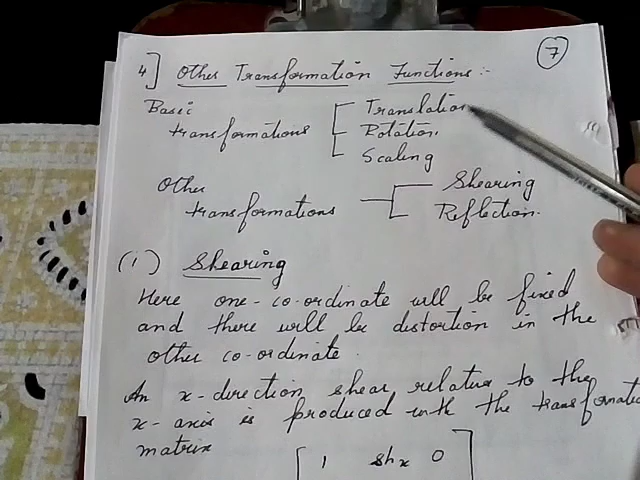 7
4] Other Transformation Functions :-
Basic
transformations
Translation
Rotation
Scaling
Other
transformations
Shearing
Reflection.
(1) Shearing
Here one-co-ordinate will be fixed
and there will be distortion in the
other co-ordinate.
An x-direction shear relative to the
x-axis is produced with the transformati
matrix
1 shx 0